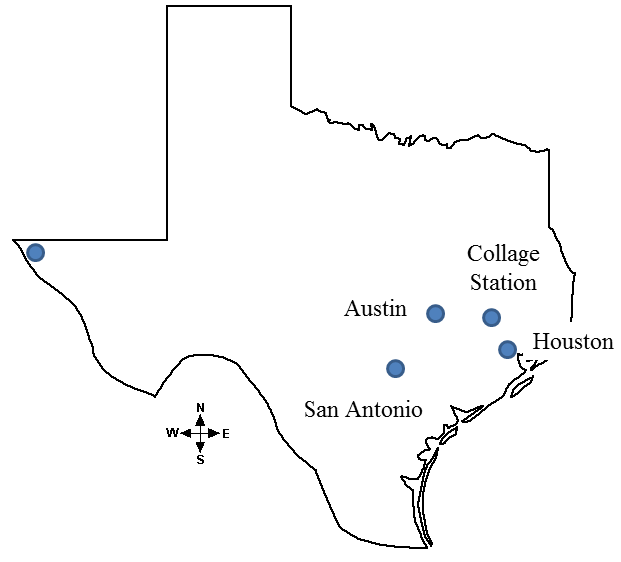 Collage
Station
Austin
Houston
San Antonio
N
W E
S